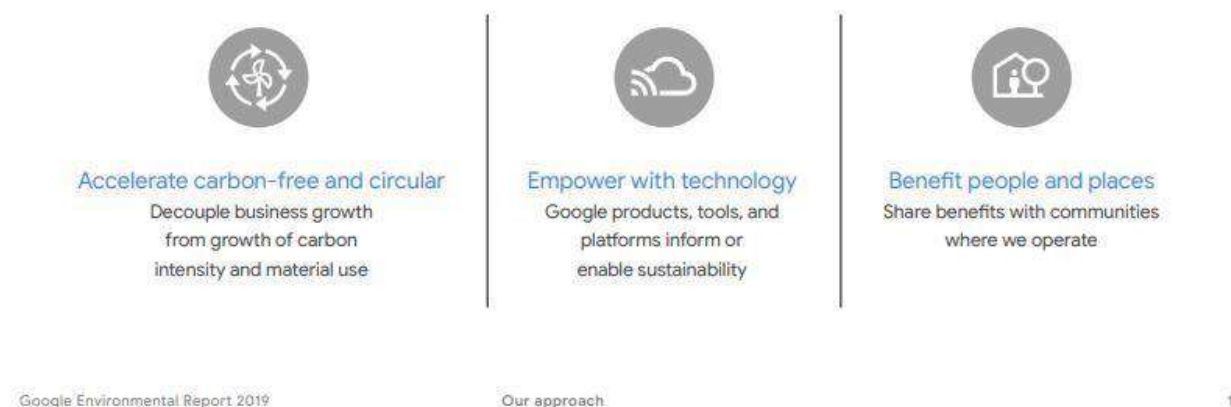 Accelerate carbon-free and circular
Decouple business growth
from growth of carbon
intensity and material use
Empower with technology
Google products, tools, and
platforms inform or
enable sustainability
Benefit people and places
Share benefits with communities
where we operate
Google Environmental Report 2019
Our approach